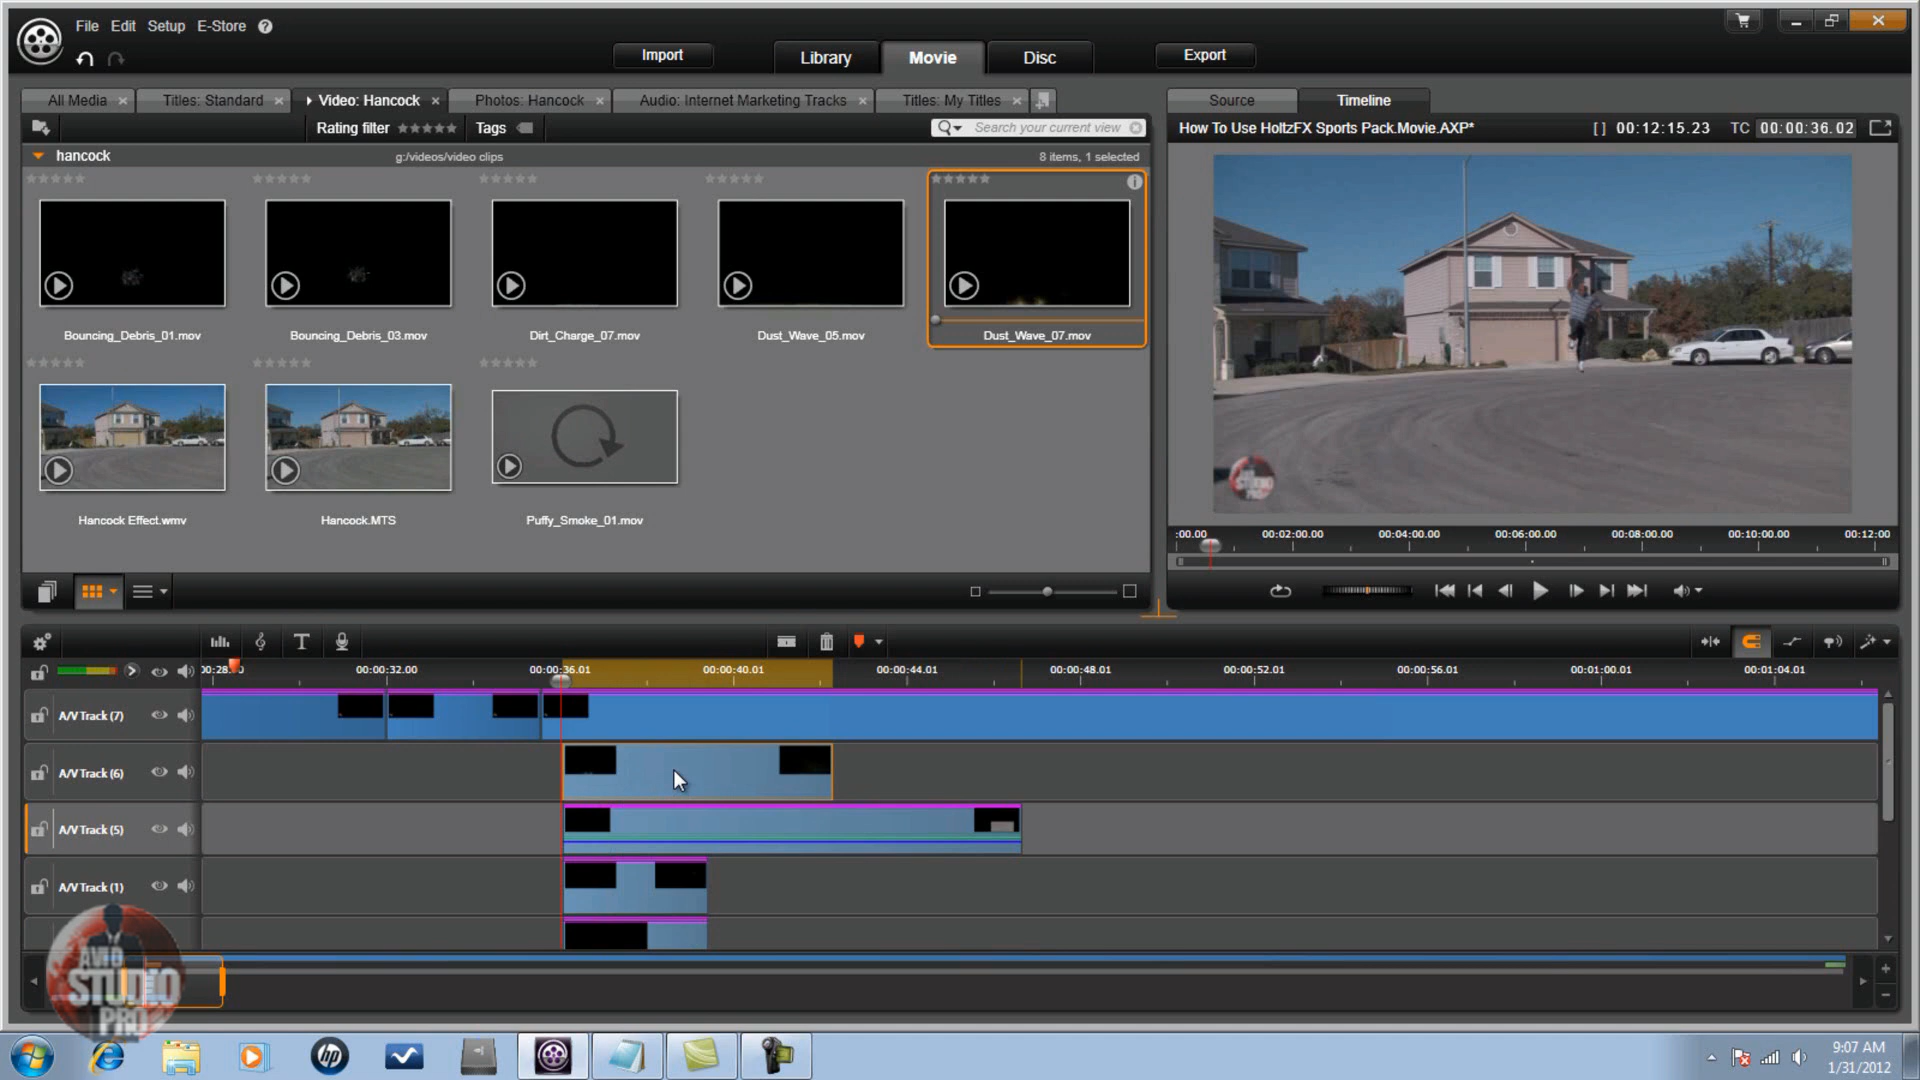 File Edit Setup E-Store ?
Import Library Movie Disc Export
All Media Titles: Standard Video: Hancock Photos: Hancock Audio: Internet Marketing Tracks Titles: My Titles
Source Timeline
Rating filter Tags Search your current view
How To Use HoltzFX Sports Pack.Movie.AXP* [ ] 00:12:15.23 TC 00:00:36.02
hancock g:/videos/video clips 8 items, 1 selected
Bouncing_Debris_01.mov Bouncing_Debris_03.mov Dirt_Charge_07.mov Dust_Wave_05.mov Dust_Wave_07.mov
Hancock Effect.wmv Hancock.MTS Puffy_Smoke_01.mov
:00.00 00:02:00.00 00:04:00.00 00:06:00.00 00:08:00.00 00:10:00.00 00:12:00
00:00:32.00 00:00:36.01 00:00:40.01 00:00:44.01 00:00:48.01 00:00:52.01 00:00:56.01 00:01:00.01 00:01:04.01
A/V Track (7)
A/V Track (6)
A/V Track (5)
A/V Track (1)
AVID
STUDIO
PRO
hp
9:07 AM
1/31/2012